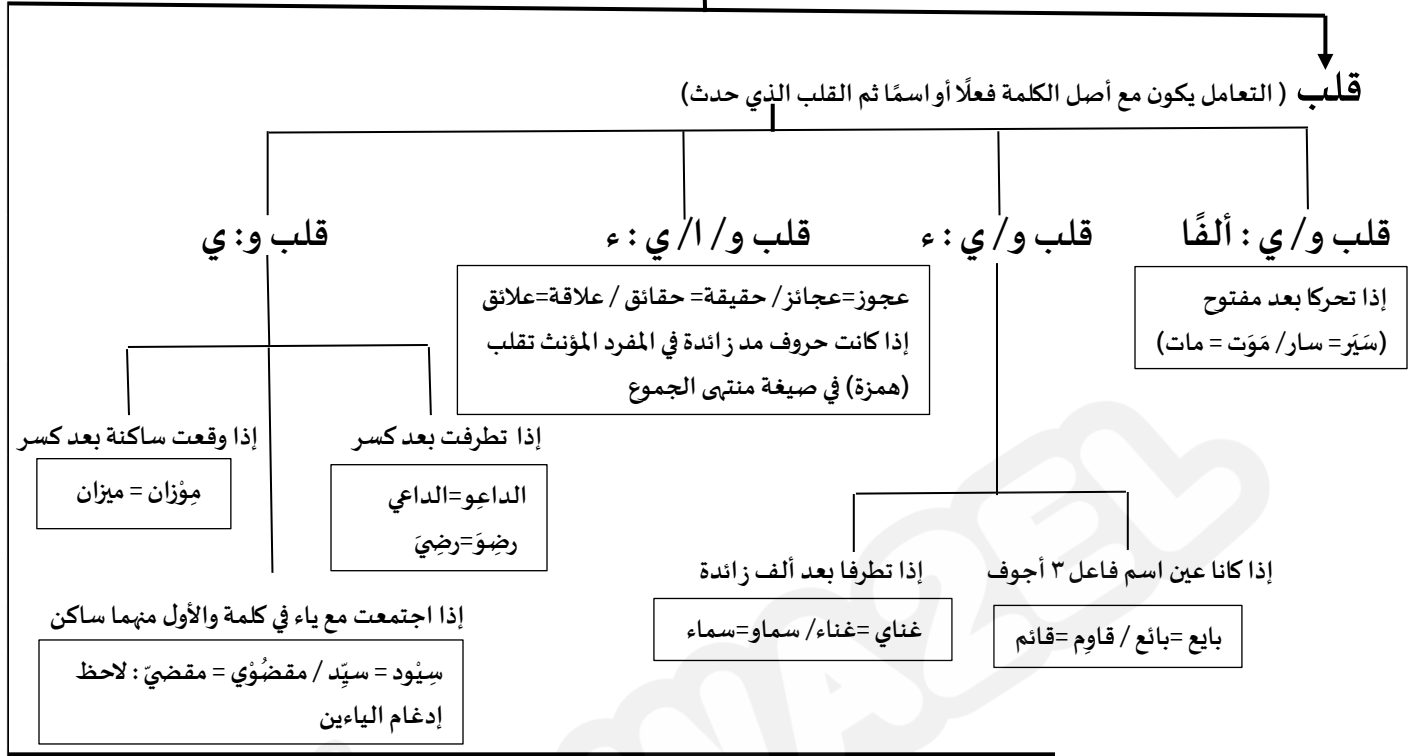 قلب ( التعامل يكون مع أصل الكلمة فعلًا أو اسمًا ثم القلب الذي حدث)
قلب و/ ي : ألفًا
إذا تحركا بعد مفتوح
(سَيَر= سار/ مَوَت = مات)
قلب و/ ي : ء
إذا كانا عين اسم فاعل ٣ أجوف
بايع =بائع / قاوِم =قائم
إذا تطرفا بعد ألف زائدة
غناي =غناء/ سماو=سماء
قلب و/ ا/ ي : ء
عجوز=عجائز/ حقيقة= حقائق / علاقة=علائق
إذا كانت حروف مد زائدة في المفرد المؤنث تقلب
(همزة) في صيغة منتهى الجموع
قلب و: ي
إذا تطرفت بعد كسر
الداعِو=الداعي
رضِوَ=رضِيَ
إذا وقعت ساكنة بعد كسر
مِوْزان = ميزان
إذا اجتمعت مع ياء في كلمة والأول منهما ساكن
سِيْود = سيِّد / مقضُوْي = مقضيّ : لاحظ
إدغام الياءين